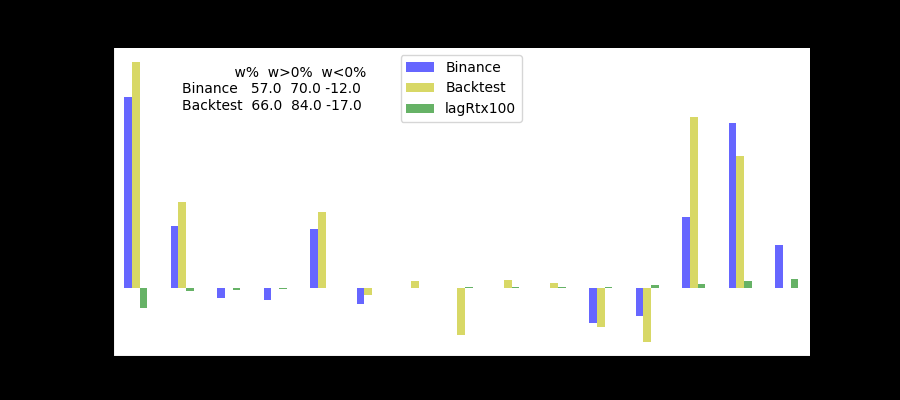 w% w>0% w<0%
Binance 57.0 70.0 -12.0
Backtest 66.0 84.0 -17.0
Binance
Backtest
lagRtx100